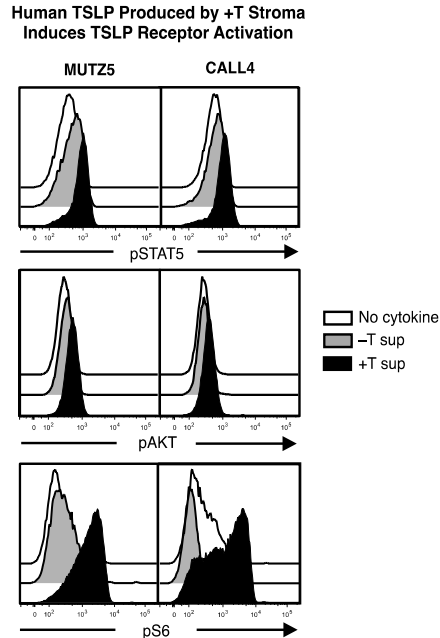 Human TSLP Produced by +T Stroma
Induces TSLP Receptor Activation
MUTZ5 CALL4
0 10² 10³ 10⁴ 10⁵ 0 10² 10³ 10⁴ 10⁵
pSTAT5
0 10² 10³ 10⁴ 10⁵ 0 10² 10³ 10⁴ 10⁵
pAKT
No cytokine
–T sup
+T sup
0 10² 10³ 10⁴ 10⁵ 0 10² 10³ 10⁴ 10⁵
pS6